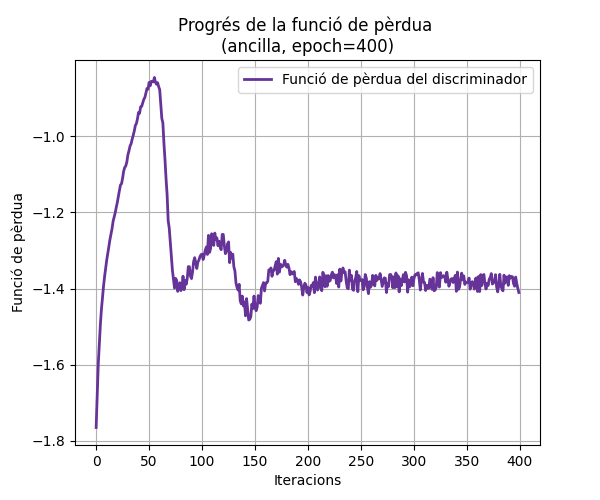 Progrés de la funció de pèrdua
(ancilla, epoch=400)
Funció de pèrdua del discriminador
Funció de pèrdua
−1.0
−1.2
−1.4
−1.6
−1.8
0 50 100 150 200 250 300 350 400
Iteracions